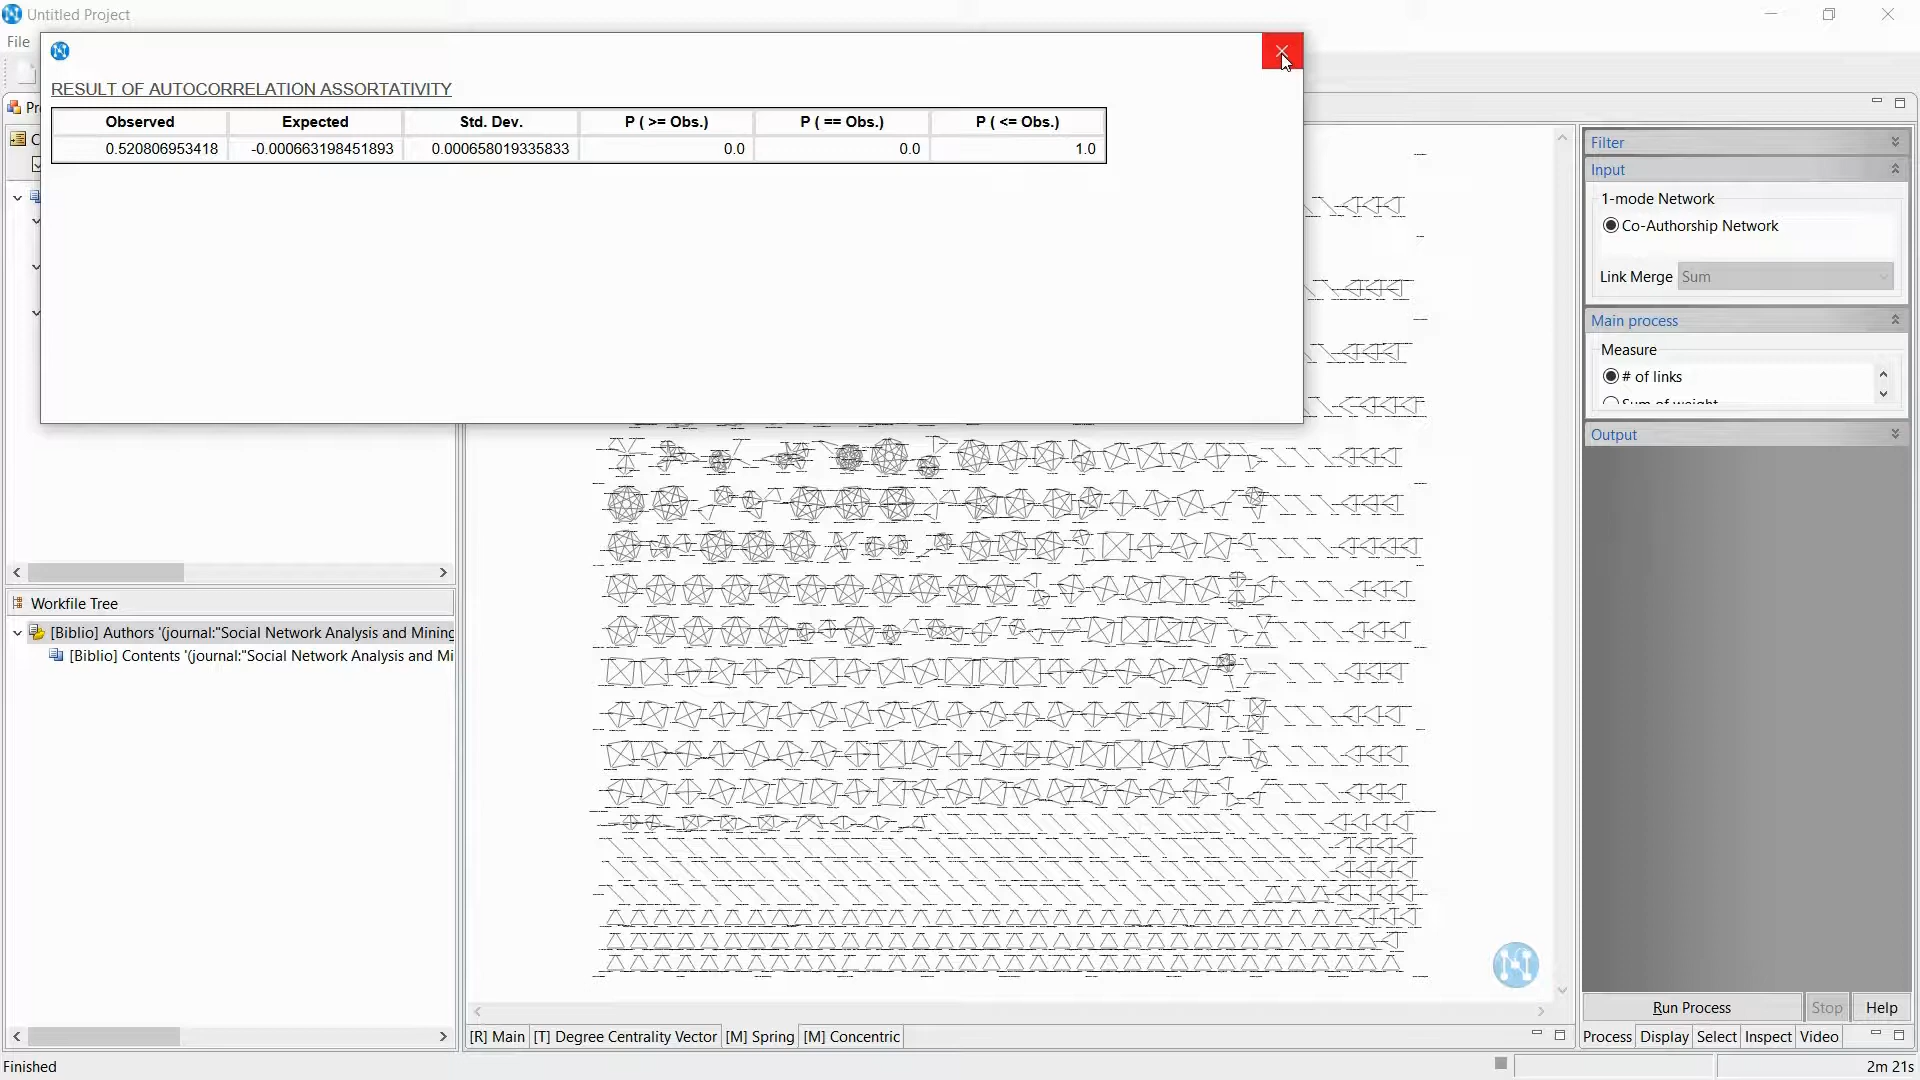 Untitled Project
File
RESULT OF AUTOCORRELATION ASSORTATIVITY
Observed Expected Std. Dev. P ( >= Obs.) P ( == Obs.) P ( <= Obs.)
0.520806953418 -0.000663198451893 0.000658019335833 0.0 0.0 1.0
Filter
Input
1-mode Network
Co-Authorship Network
Link Merge Sum
Main process
Measure
# of links
Sum of weight
Output
Workfile Tree
[Biblio] Authors '(journal:"Social Network Analysis and Mining
[Biblio] Contents '(journal:"Social Network Analysis and Mi
Run Process Stop Help
[R] Main [T] Degree Centrality Vector [M] Spring [M] Concentric
Process Display Select Inspect Video
Finished
2m 21s